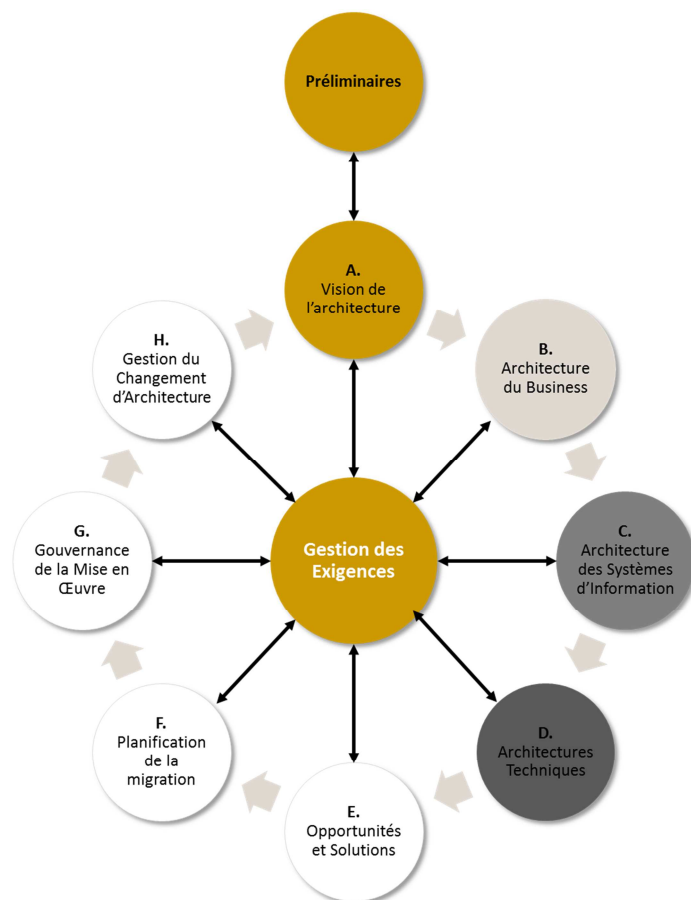 Préliminaires
A.
Vision de
l'architecture
B.
Architecture
du Business
C.
Architecture
des Systèmes
d'Information
D.
Architectures
Techniques
E.
Opportunités
et Solutions
F.
Planification
de la
migration
G.
Gouvernance
de la Mise en
Œuvre
H.
Gestion du
Changement
d'Architecture
Gestion des
Exigences